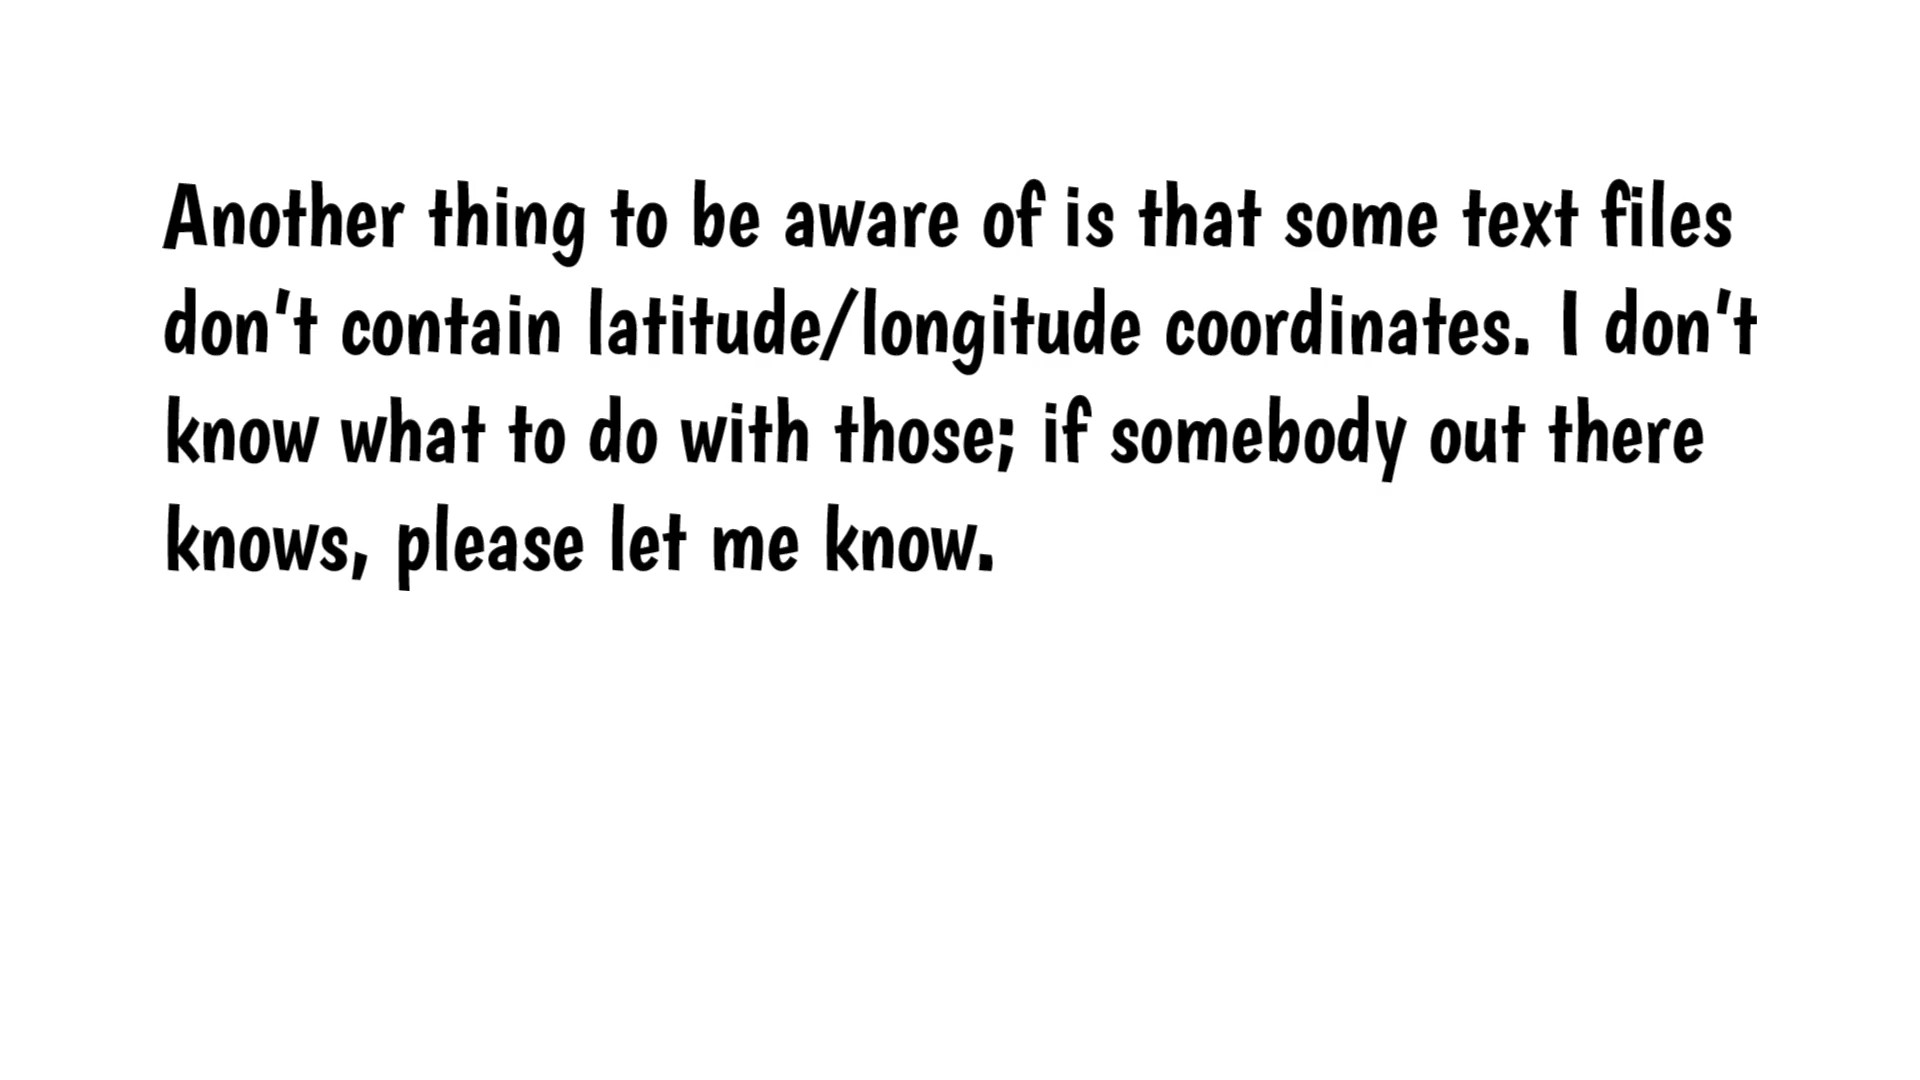 Another thing to be aware of is that some text files
don't contain latitude/longitude coordinates. I don't
know what to do with those; if somebody out there
knows, please let me know.